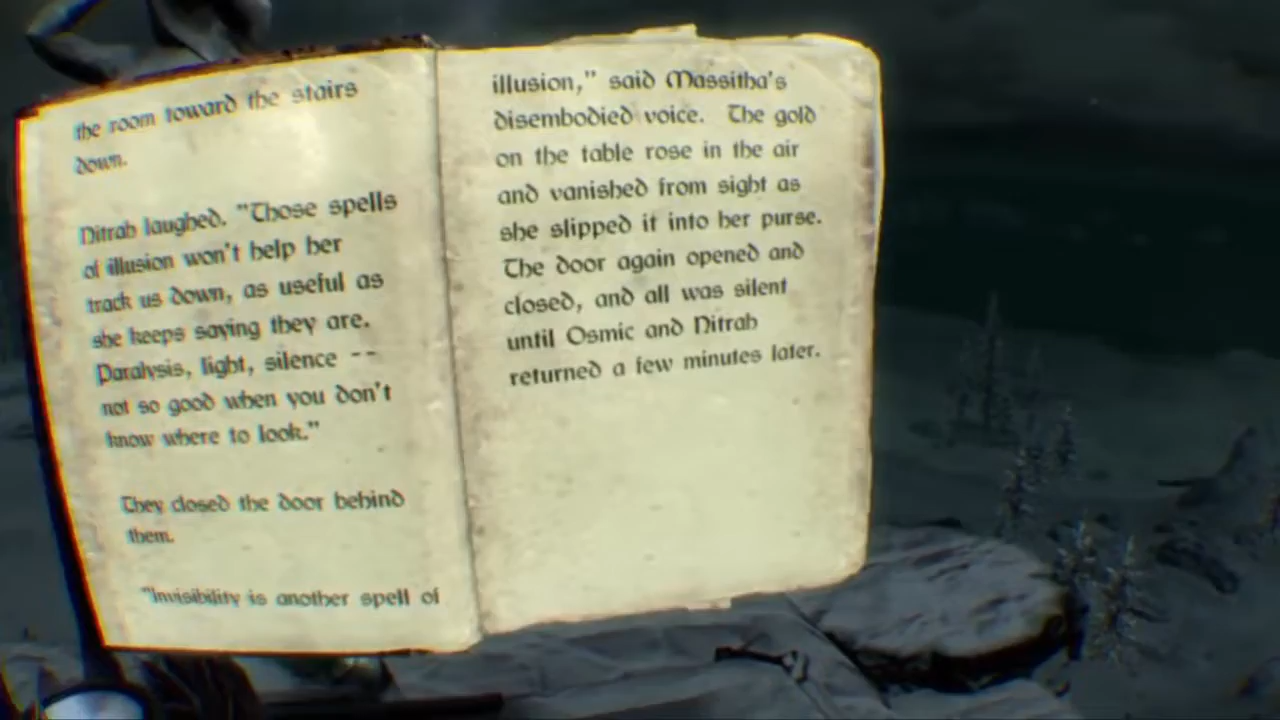 the room toward the stairs
down.
Nitrah laughed. "Those spells
of illusion won't help her
track us down, as useful as
she keeps saying they are.
Paralysis, light, silence --
not so good when you don't
know where to look."
They closed the door behind
them.
"Invisibility is another spell of
illusion," said Massitha's
disembodied voice.  The gold
on the table rose in the air
and vanished from sight as
she slipped it into her purse.
The door again opened and
closed, and all was silent
until Osmic and Nitrah
returned a few minutes later.